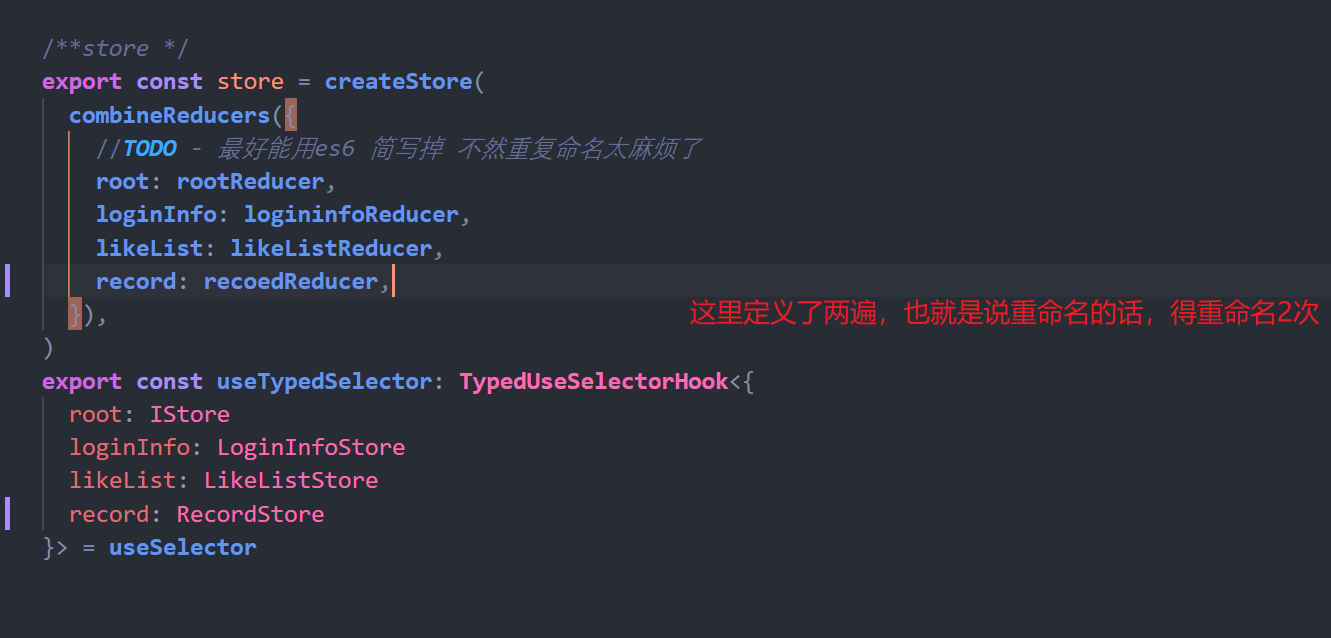 /**store */
export const store = createStore(
combineReducers({
//TODO - 最好能用es6 简写掉 不然重复命名太麻烦了
root: rootReducer,
loginInfo: logininfoReducer,
likeList: likeListReducer,
record: recoedReducer,
}),
这里定义了两遍，也就是说重命名的话，得重命名2次
)
export const useTypedSelector: TypedUseSelectorHook<{
root: IStore
loginInfo: LoginInfoStore
likeList: LikeListStore
record: RecordStore
}> = useSelector